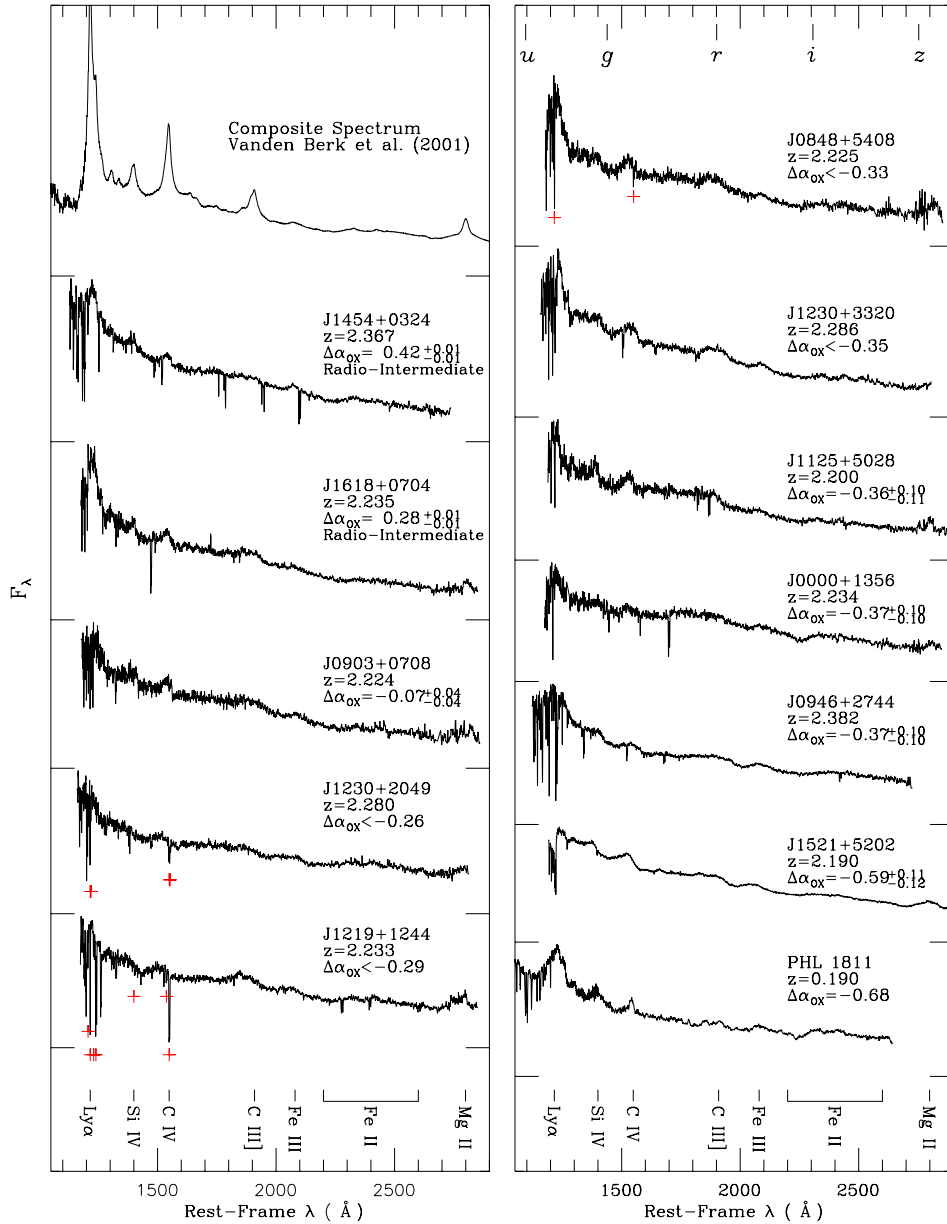 F_λ
Composite Spectrum
Vanden Berk et al. (2001)
J1454+0324
z=2.367
Δα_ox= 0.42 +0.01 −0.01
Radio−Intermediate
J1618+0704
z=2.235
Δα_ox= 0.28 +0.01 −0.01
Radio−Intermediate
J0903+0708
z=2.224
Δα_ox=−0.07 +0.04 −0.04
J1230+2049
z=2.280
Δα_ox<−0.26
J1219+1244
z=2.233
Δα_ox<−0.29
Lyα Si IV C IV C III] Fe III Fe II Mg II
1500 2000 2500
Rest−Frame λ ( Å )
u g r i z
J0848+5408
z=2.225
Δα_ox<−0.33
J1230+3320
z=2.286
Δα_ox<−0.35
J1125+5028
z=2.200
Δα_ox=−0.36 +0.10 −0.11
J0000+1356
z=2.234
Δα_ox=−0.37 +0.10 −0.10
J0946+2744
z=2.382
Δα_ox=−0.37 +0.10 −0.10
J1521+5202
z=2.190
Δα_ox=−0.59 +0.11 −0.12
PHL 1811
z=0.190
Δα_ox=−0.68
Lyα Si IV C IV C III] Fe III Fe II Mg II
1500 2000 2500
Rest−Frame λ ( Å )